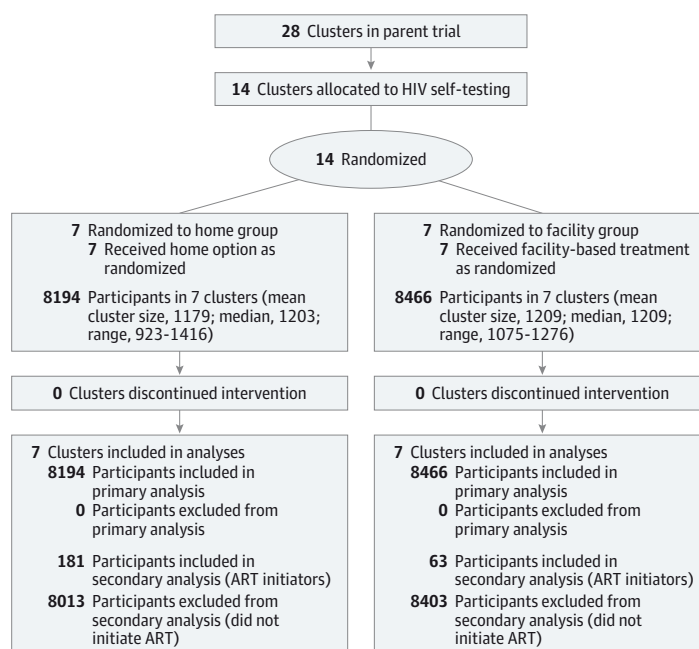 28 Clusters in parent trial
14 Clusters allocated to HIV self-testing
14 Randomized
7 Randomized to home group
7 Received home option as
randomized
8194 Participants in 7 clusters (mean
cluster size, 1179; median, 1203;
range, 923-1416)
7 Randomized to facility group
7 Received facility-based treatment
as randomized
8466 Participants in 7 clusters (mean
cluster size, 1209; median, 1209;
range, 1075-1276)
0 Clusters discontinued intervention
0 Clusters discontinued intervention
7 Clusters included in analyses
8194 Participants included in
primary analysis
0 Participants excluded from
primary analysis
181 Participants included in
secondary analysis (ART initiators)
8013 Participants excluded from
secondary analysis (did not
initiate ART)
7 Clusters included in analyses
8466 Participants included in
primary analysis
0 Participants excluded from
primary analysis
63 Participants included in
secondary analysis (ART initiators)
8403 Participants excluded from
secondary analysis (did not
initiate ART)